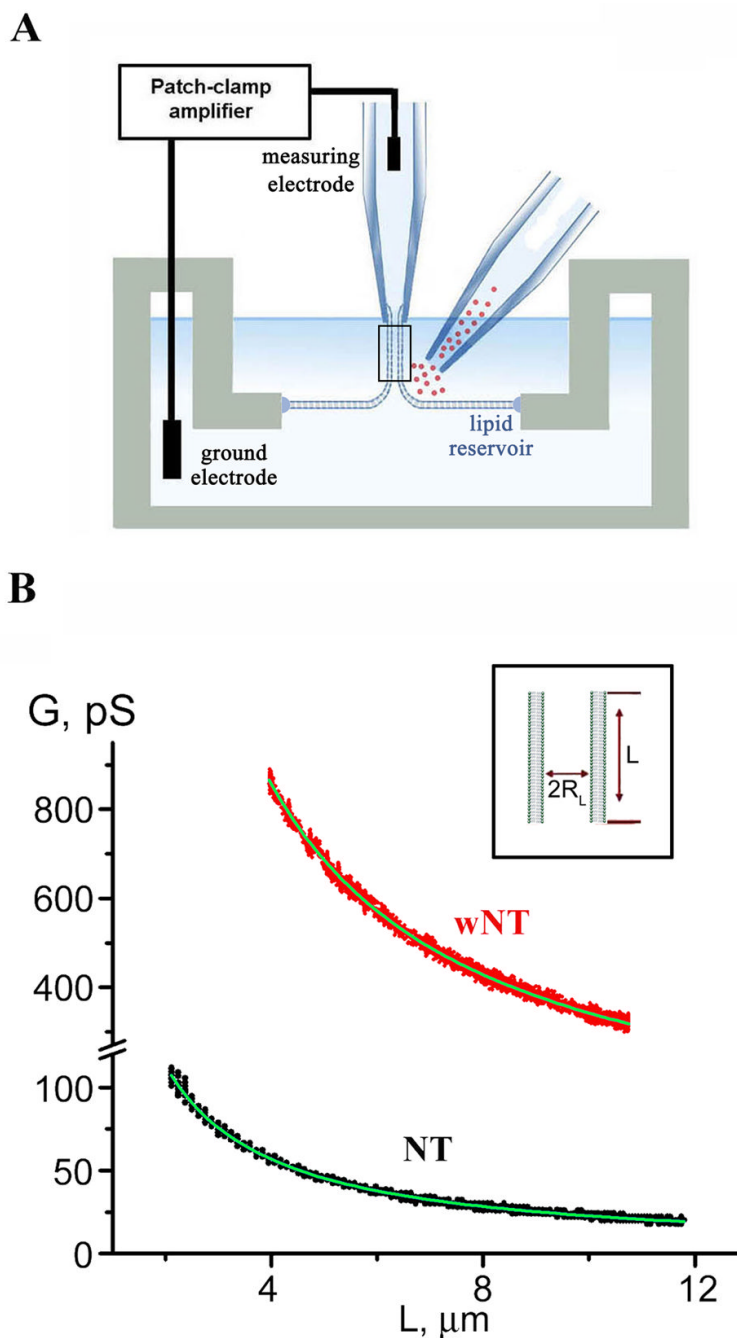 A
Patch-clamp
amplifier
measuring
electrode
lipid
reservoir
ground
electrode
B
G, pS
800
600
400
100
50
0
wNT
NT
2R_L
L
4
8
12
L, μm